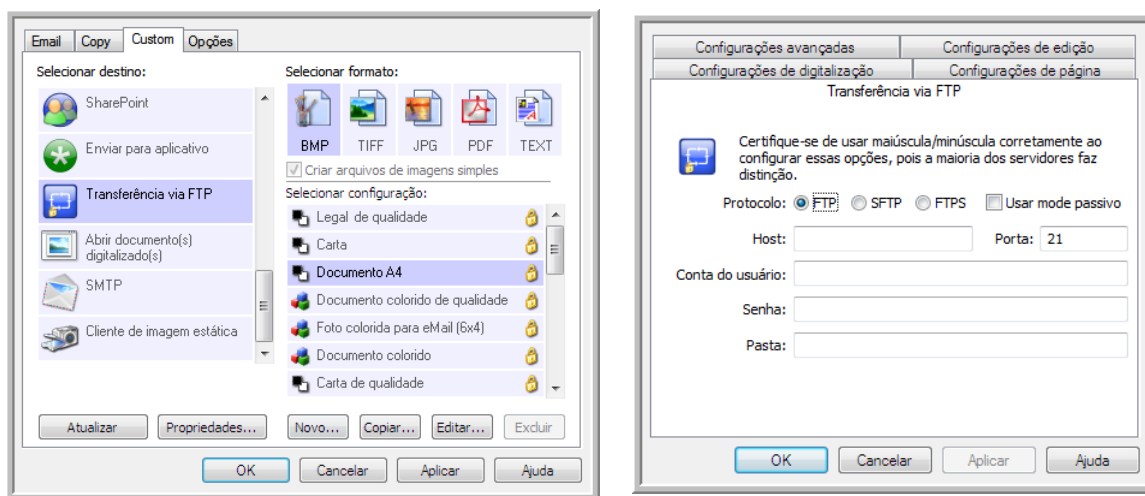 Email Copy Custom Opções
Selecionar destino:
SharePoint
Enviar para aplicativo
Transferência via FTP
Abrir documento(s)
digitalizado(s)
SMTP
Cliente de imagem estática
Selecionar formato:
BMP TIFF JPG PDF TEXT
Criar arquivos de imagens simples
Selecionar configuração:
Legal de qualidade
Carta
Documento A4
Documento colorido de qualidade
Foto colorida para eMail (6x4)
Documento colorido
Carta de qualidade
Atualizar Propriedades... Novo... Copiar... Editar... Excluir
OK Cancelar Aplicar Ajuda
Configurações avançadas Configurações de edição
Configurações de digitalização Configurações de página
Transferência
via FTP
Certifique-se de usar maiúscula/minúscula corretamente ao
configurar essas opções, pois a maioria dos servidores faz
distinção.
Protocolo: FTP SFTP FTPS Usar mode passivo
Host: Porta: 21
Conta do usuário:
Senha:
Pasta:
OK Cancelar Aplicar Ajuda